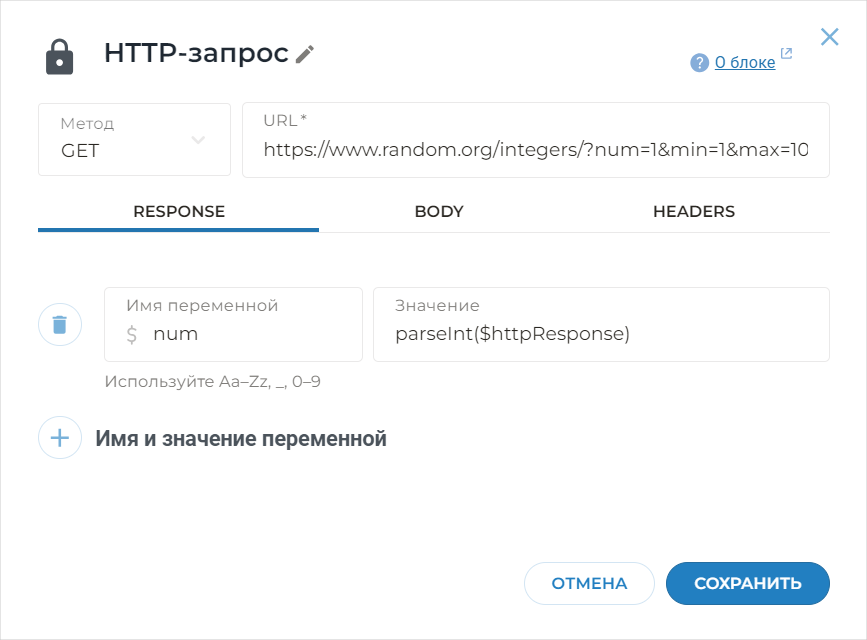 HTTP-запрос
? О блоке
Метод
GET
URL*
https://www.random.org/integers/?num=1&min=1&max=10
RESPONSE
BODY
HEADERS
Имя переменной
$ num
Значение
parseInt($httpResponse)
Используйте Aa–Zz, _, 0–9
Имя и значение переменной
ОТМЕНА
СОХРАНИТЬ